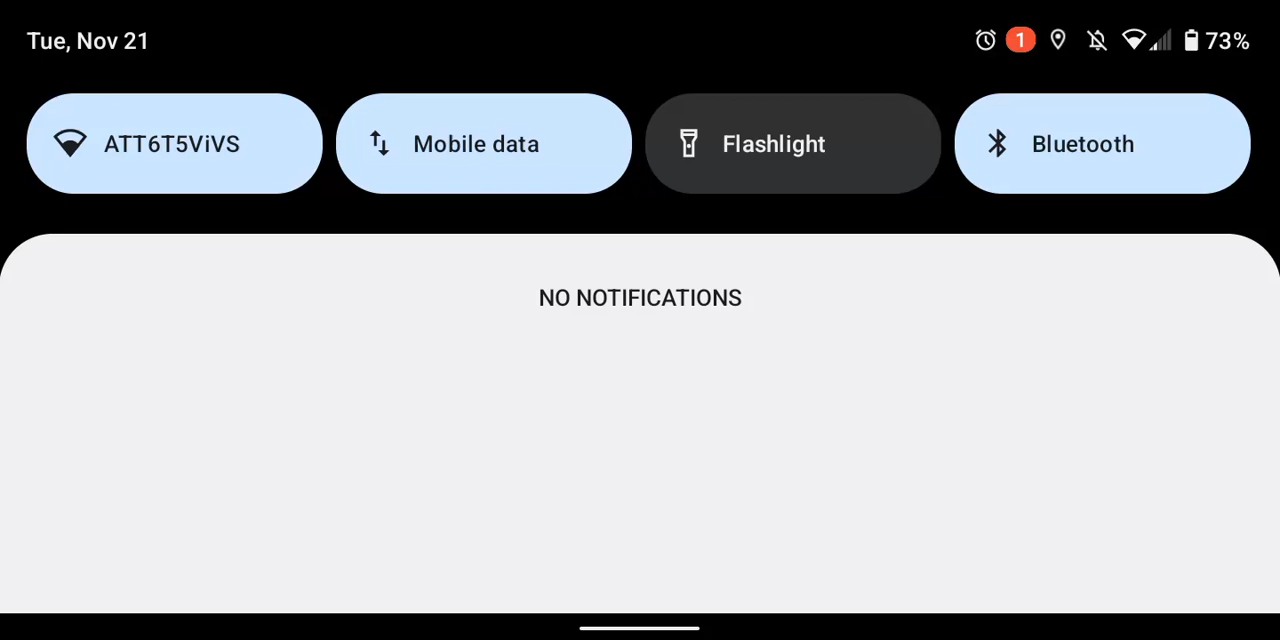 Tue, Nov 21
1
73%
ATT6T5ViVS
Mobile data
Flashlight
Bluetooth
NO NOTIFICATIONS